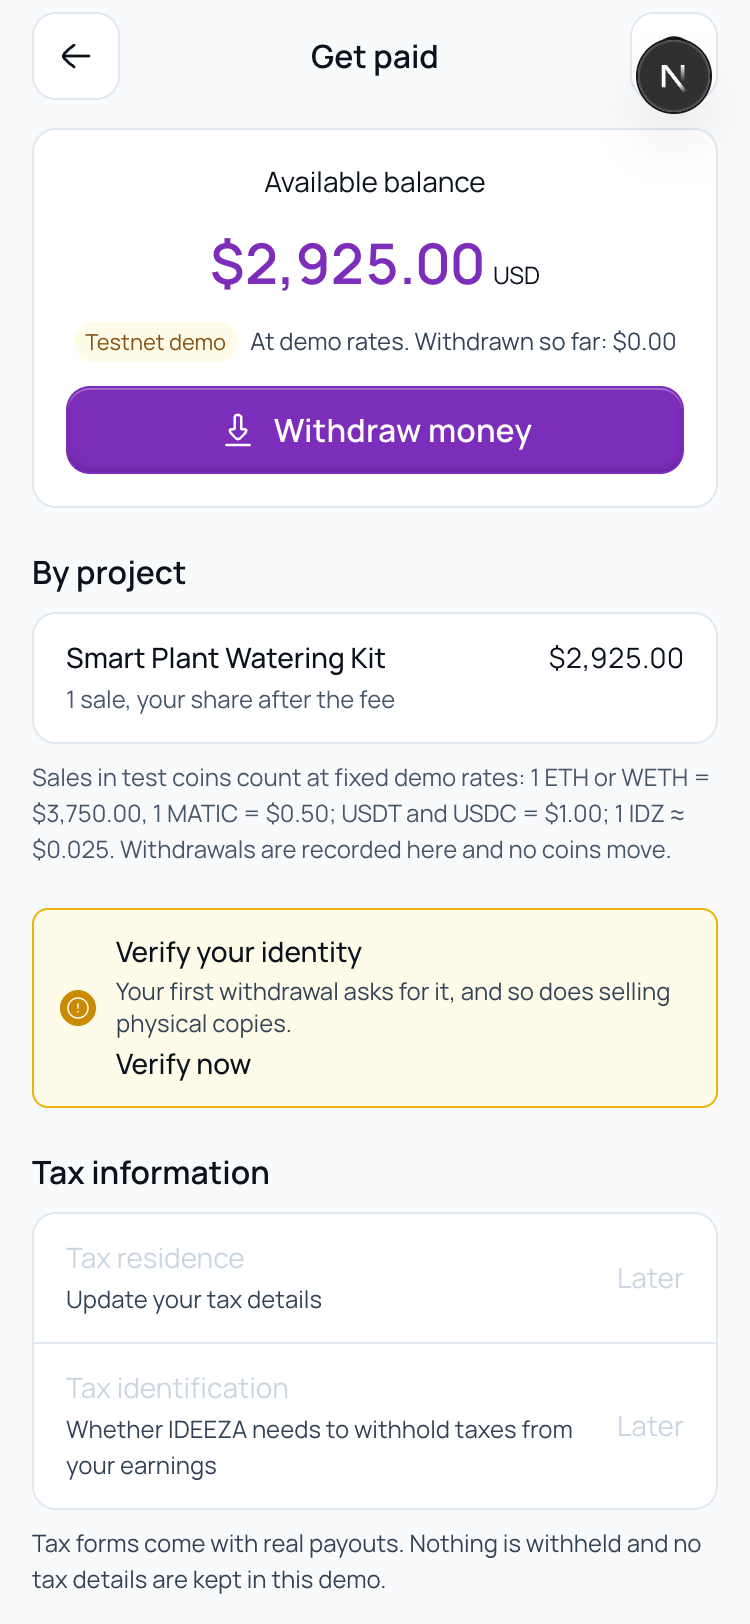 Get paid
N
Available balance
$2,925.00 USD
Testnet demo At demo rates. Withdrawn so far: $0.00
Withdraw money
By project
Smart Plant Watering Kit $2,925.00
1 sale, your share after the fee
Sales in test coins count at fixed demo rates: 1 ETH or WETH =
$3,750.00, 1 MATIC = $0.50; USDT and USDC = $1.00; 1 IDZ ≈
$0.025. Withdrawals are recorded here and no coins move.
Verify your identity
Your first withdrawal asks for it, and so does selling
physical copies.
Verify now
Tax information
Tax residence
Later
Update your tax details
Tax identification
Whether IDEEZA needs to withhold taxes from
Later
your earnings
Tax forms come with real payouts. Nothing is withheld and no
tax details are kept in this demo.